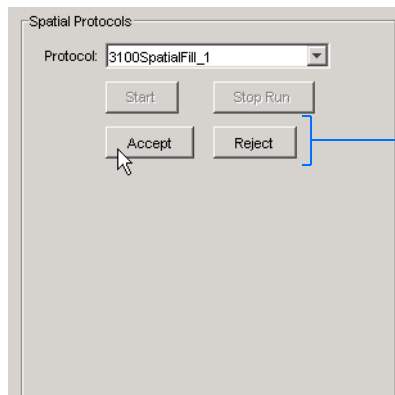 Spatial Protocols
Protocol: 3100SpatialFill_1
Start Stop Run
Accept Reject